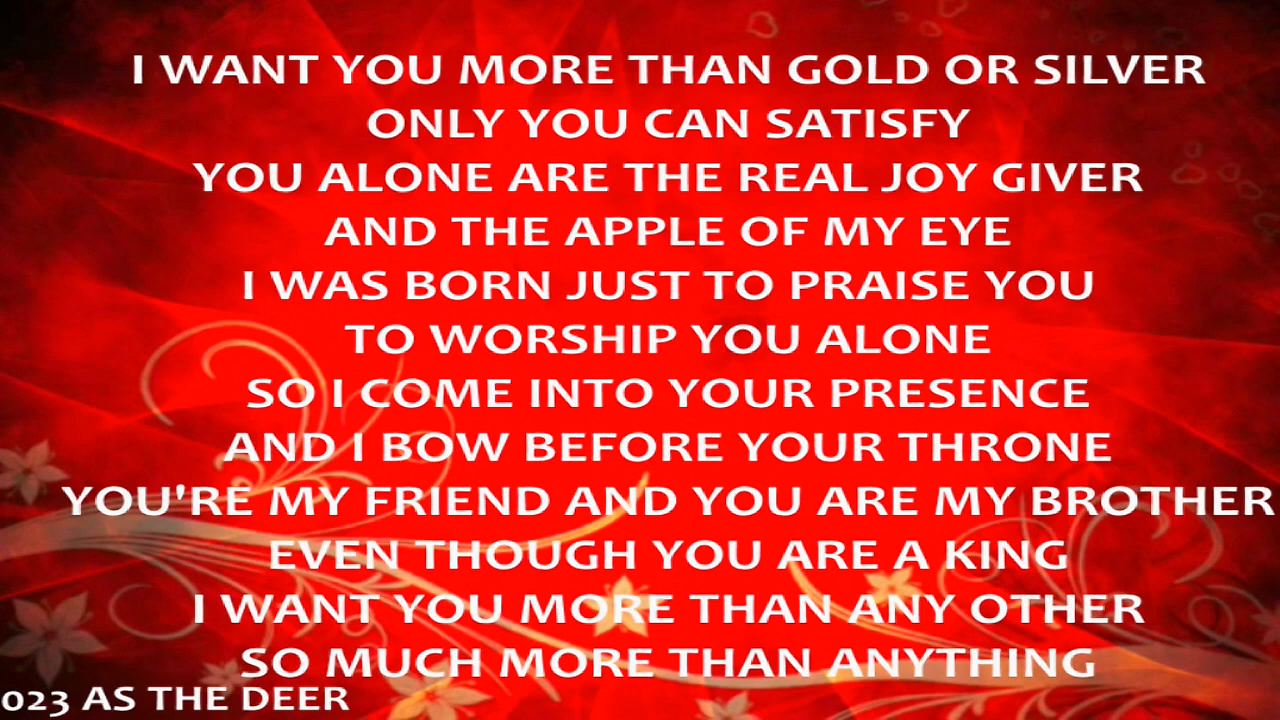 I WANT YOU MORE THAN GOLD OR SILVER
ONLY YOU CAN SATISFY
YOU ALONE ARE THE REAL JOY GIVER
AND THE APPLE OF MY EYE
I WAS BORN JUST TO PRAISE YOU
TO WORSHIP YOU ALONE
SO I COME INTO YOUR PRESENCE
AND I BOW BEFORE YOUR THRONE
YOU'RE MY FRIEND AND YOU ARE MY BROTHER
EVEN THOUGH YOU ARE A KING
I WANT YOU MORE THAN ANY OTHER
SO MUCH MORE THAN ANYTHING
023 AS THE DEER